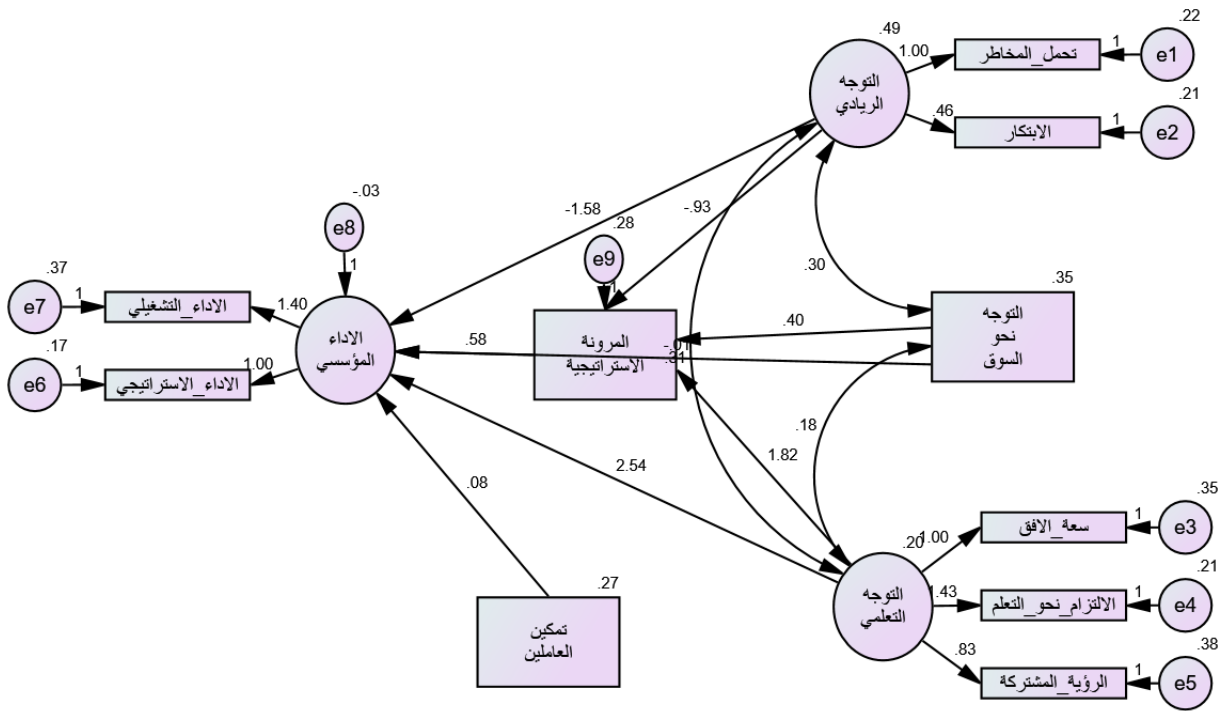 .49
.22
1.00
تحمل_المخاطر
1
e1
التوجه
الريادي
.21
.46
الابتكار
1
e2
-.03
e8
1
-1.58
-.93
.28
e9
1
.30
.35
.37
e7
1
الاداء_التشغيلي
1.40
الاداء
المؤسسي
.17
e6
1
الاداء_الاستراتيجي
1.00
.58
المرونة
الاستراتيجية
-.01
.31
.40
التوجه
نحو
السوق
.18
1.82
2.54
.08
.27
تمكين
العاملين
.20
التوجه
التعلمي
1.00
سعة_الافق
1
.35
e3
1.43
الالتزام_نحو_التعلم
1
.21
e4
.83
الرؤية_المشتركة
1
.38
e5